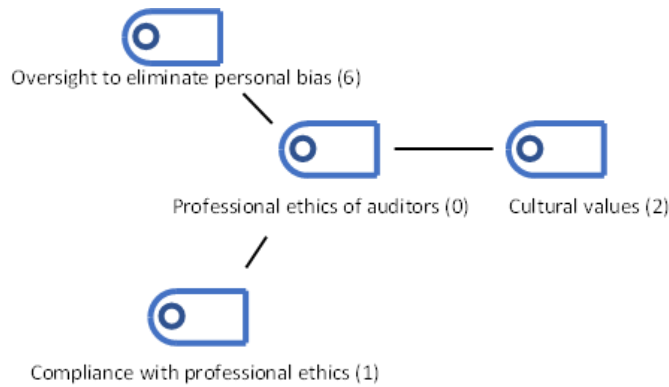 Oversight to eliminate personal bias (6)
Professional ethics of auditors (0)
Cultural values (2)
Compliance with professional ethics (1)